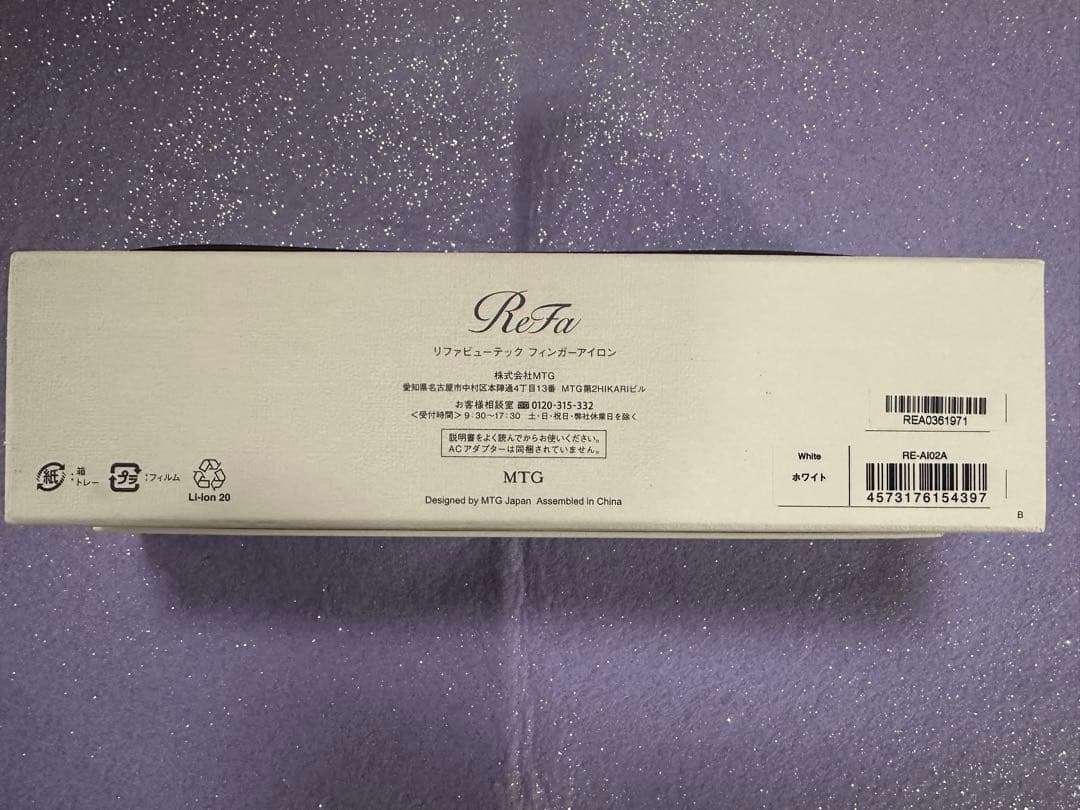 ReFa
リファビューテック フィンガーアイロン
株式会社MTG
愛知県名古屋市中村区本陣通4丁目13番 MTG第2HIKARIビル
お客様相談室 0120-315-332
<受付時間> 9:30〜17:30 土・日・祝日・弊社休業日を除く
説明書をよく読んでからお使いください。
ACアダプターは同梱されていません。
MTG
Designed by MTG Japan Assembled in China
紙 : 箱
トレー
プラ : フィルム
Li-ion 20
REA0361971
White
ホワイト
RE-AI02A
4573176154397
B